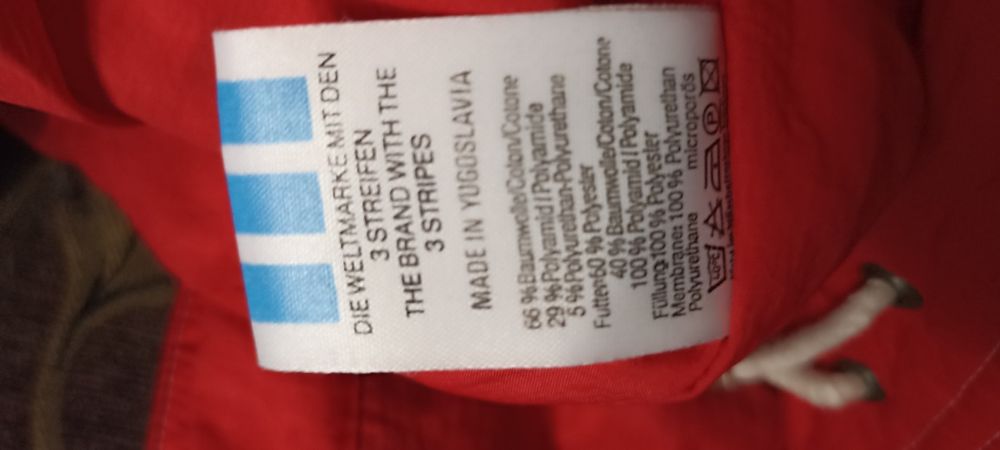 DIE WELTMARKE MIT DEN
3 STREIFEN
THE BRAND WITH THE
3 STRIPES
MADE IN YUGOSLAVIA
66 % Baumwolle/Coton/Cotone
29 % Polyamid / Polyamide
5 % Polyurethan-Polyurethane
Futter:60 % Polyester
40 % Baumwolle/Coton/Cotone
100 % Polyamid / Polyamide
Füllung:100 % Polyester
Membrane: 100 % Polyurethan
Polyurethane microporös
P